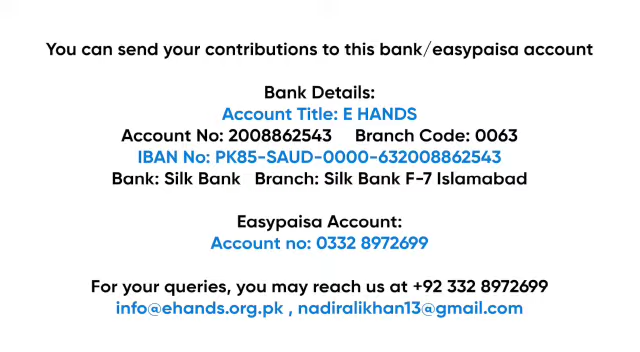 You can send your contributions to this bank/easypaisa account
Bank Details:
Account Title: E HANDS
Account No: 2008862543 Branch Code: 0063
IBAN No: PK85-SAUD-0000-632008862543
Bank: Silk Bank Branch: Silk Bank F-7 Islamabad
Easypaisa Account:
Account no: 0332 8972699
For your queries, you may reach us at +92 332 8972699
info@ehands.org.pk , nadiralikhan13@gmail.com